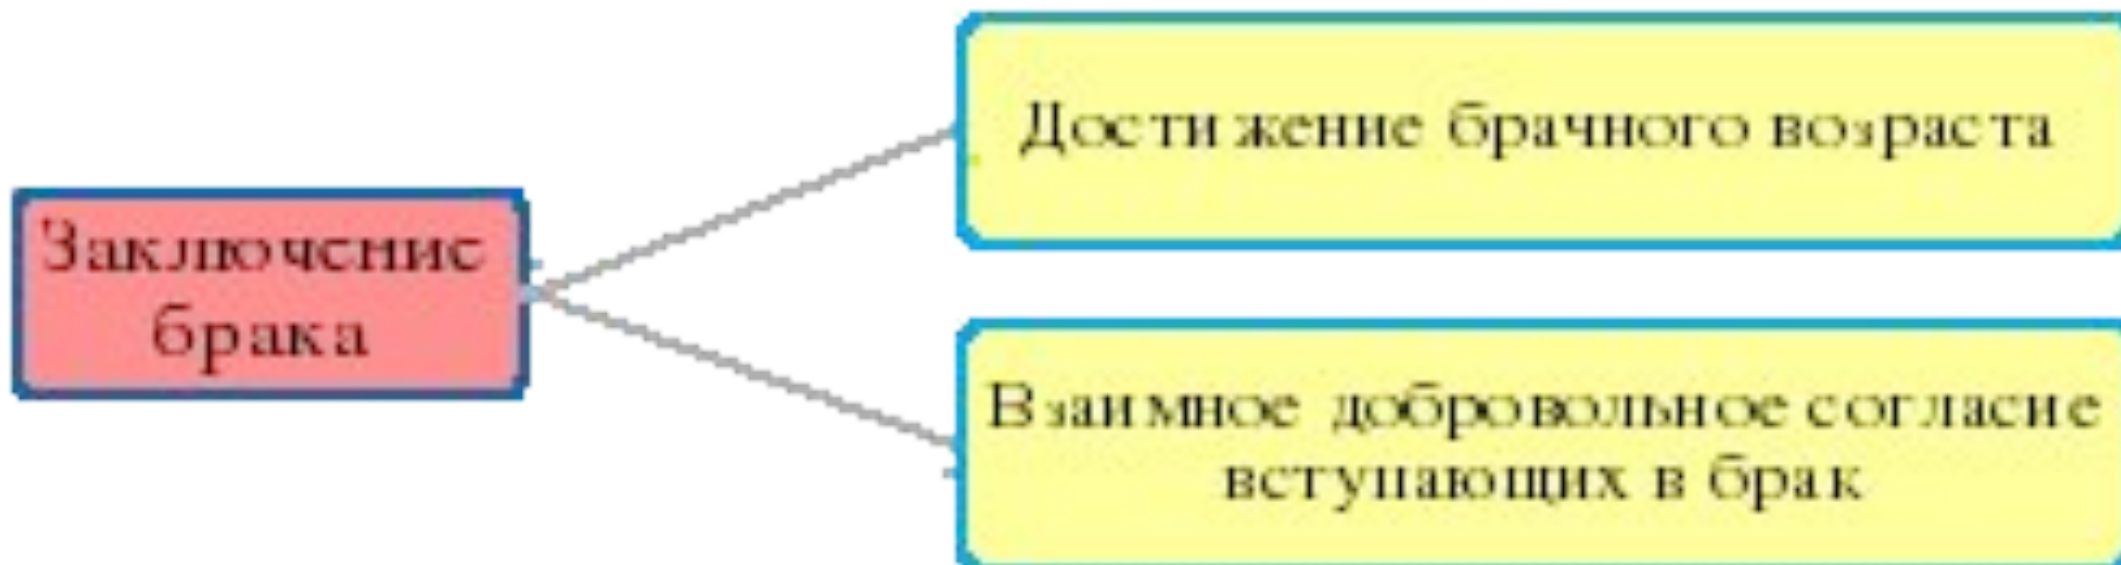 Заключение
брака
Достижение брачного возраста
Взаимное добровольное согласие
вступающих в брак